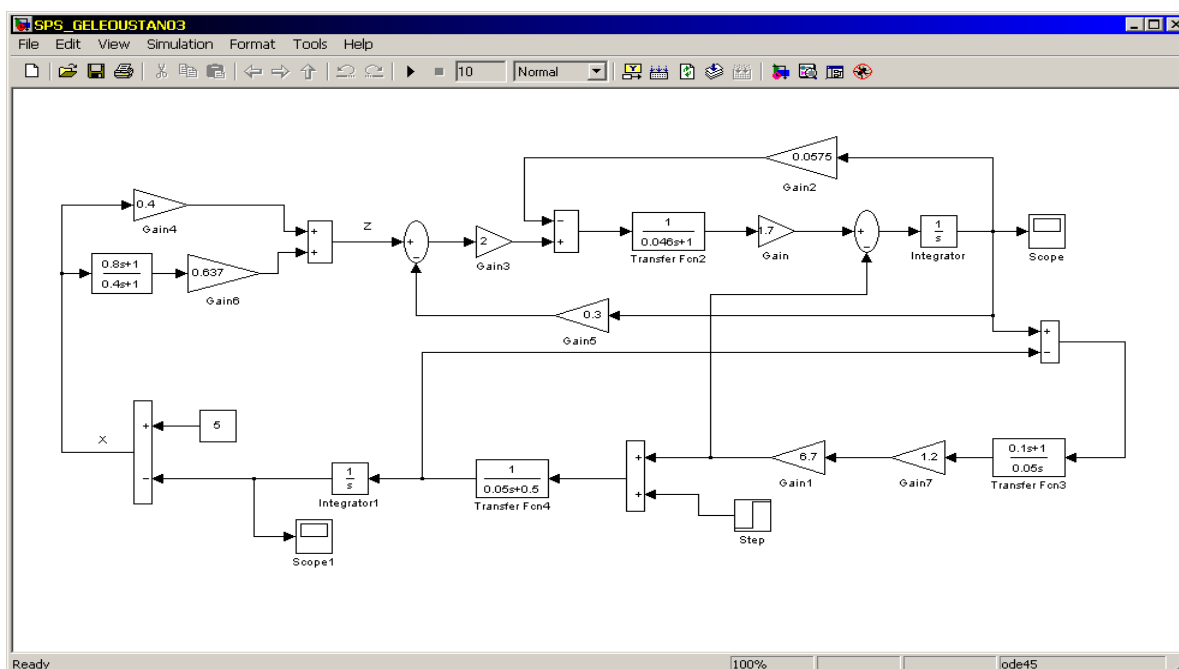 SPS_GELEOUSTAN03
File Edit View Simulation Format Tools Help
10 Normal
0.0575
Gain2
0.4
Gain4
+
+
Z
+
−
2
Gain3
−
+
1
0.046s+1
Transfer Fcn2
1.7
Gain
+
−
1
s
Integrator
Scope
0.8s+1
0.4s+1
0.637
Gain6
0.3
Gain5
+
−
X
+
−
5
1
s
Integrator1
Scope1
1
0.05s+0.5
Transfer Fcn4
+
+
Step
6.7
Gain1
1.2
Gain7
0.1s+1
0.05s
Transfer Fcn3
Ready 100% ode45